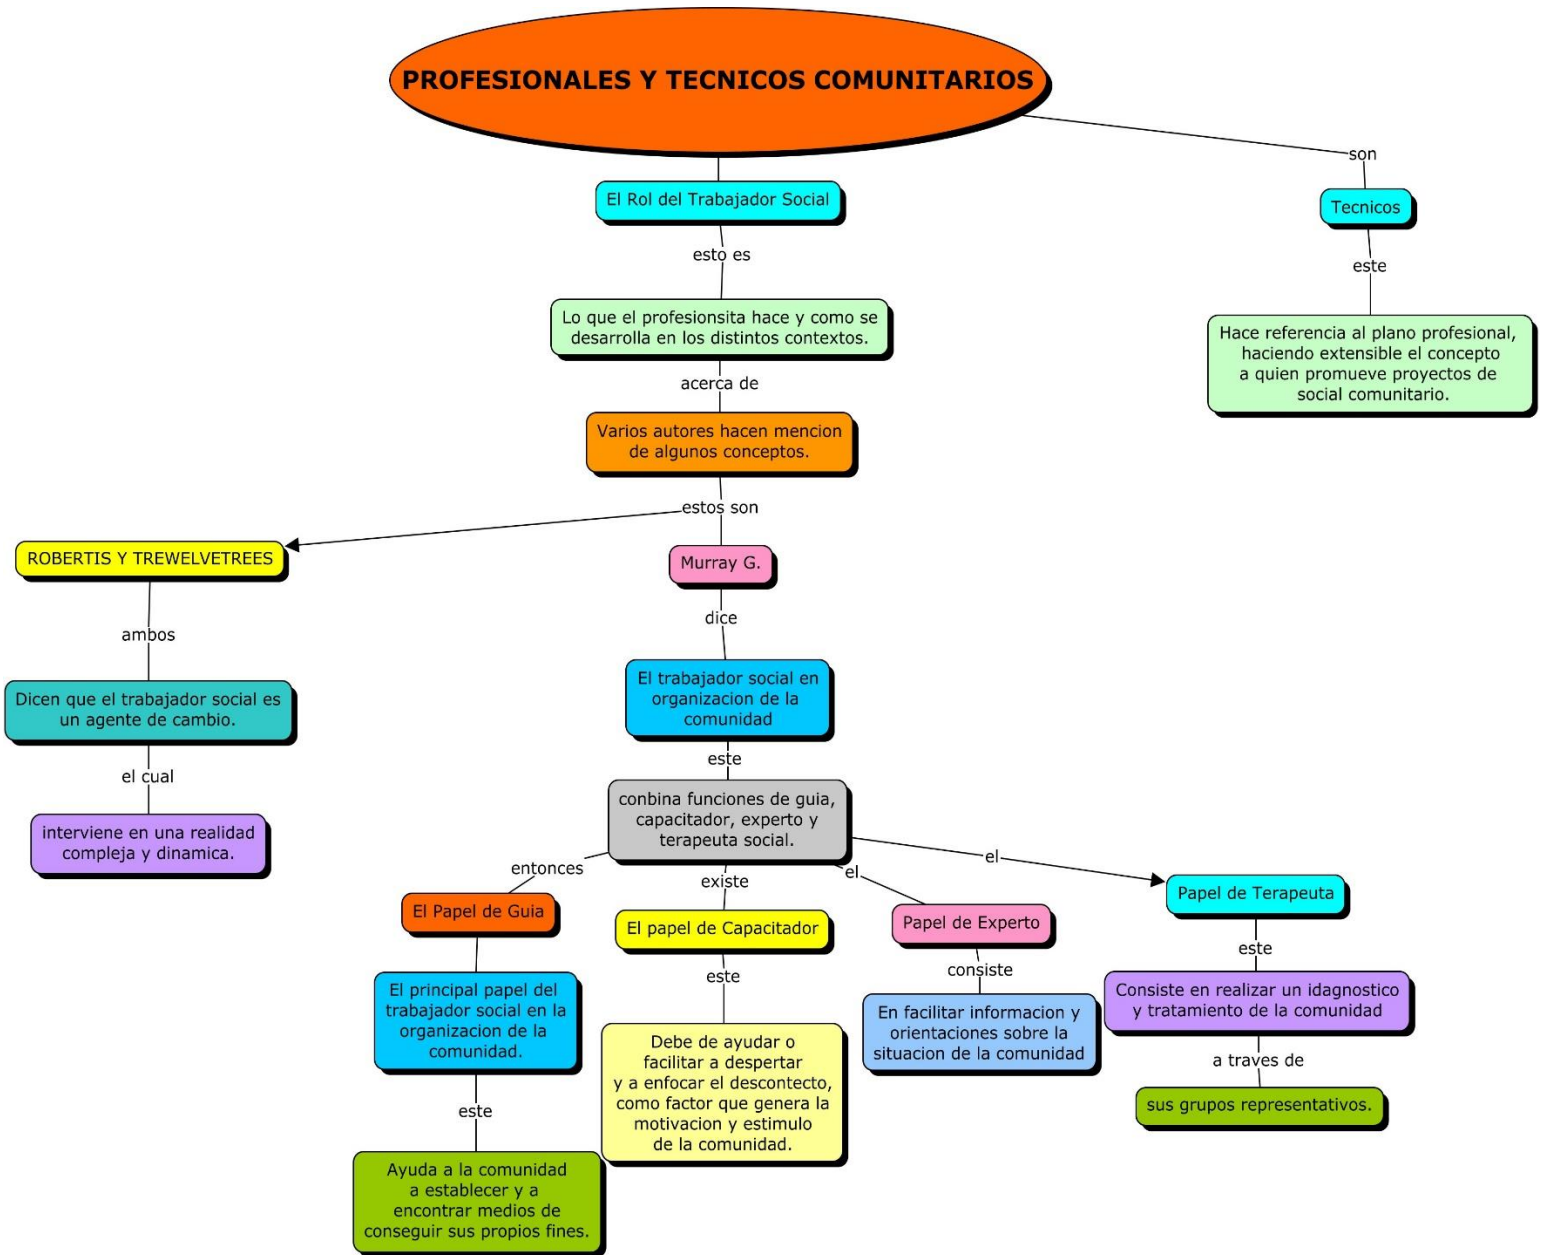 PROFESIONALES Y TECNICOS COMUNITARIOS
son
El Rol del Trabajador Social
Tecnicos
esto es
este
Lo que el profesionsita hace y como se
desarrolla en los distintos contextos.
Hace referencia al plano profesional,
haciendo extensible el concepto
a quien promueve proyectos de
social comunitario.
acerca de
Varios autores hacen mencion
de algunos conceptos.
estos son
ROBERTIS Y TREWELVETREES
Murray G.
ambos
dice
Dicen que el trabajador social es
un agente de cambio.
El trabajador social en
organizacion de la
comunidad
el cual
este
interviene en una realidad
compleja y dinamica.
conbina funciones de guia,
capacitador, experto y
terapeuta social.
entonces
existe
el
el
El Papel de Guia
El papel de Capacitador
Papel de Experto
Papel de Terapeuta
este
consiste
este
El principal papel del
trabajador social en la
organizacion de la
comunidad.
Debe de ayudar o
facilitar a despertar
y a enfocar el descontecto,
como factor que genera la
motivacion y estimulo
de la comunidad.
En facilitar informacion y
orientaciones sobre la
situacion de la comunidad
Consiste en realizar un idagnostico
y tratamiento de la comunidad
este
a traves de
Ayuda a la comunidad
a establecer y a
encontrar medios de
conseguir sus propios fines.
sus grupos representativos.